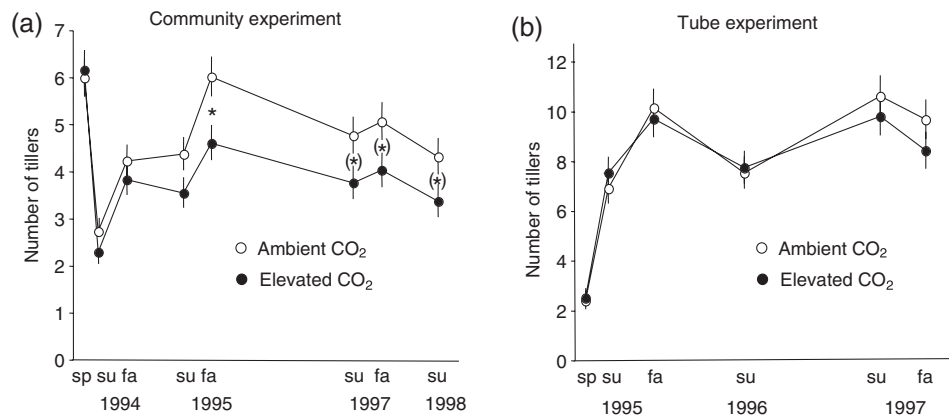 (a)
Community experiment
Number of tillers
7
6
5
4
3
2
1
0
*
(*)
(*)
(*)
Ambient CO₂
Elevated CO₂
sp su fa su fa su fa su
1994 1995 1997 1998
(b)
Tube experiment
Number of tillers
12
10
8
6
4
2
0
Ambient CO₂
Elevated CO₂
sp su fa su su fa
1995 1996 1997